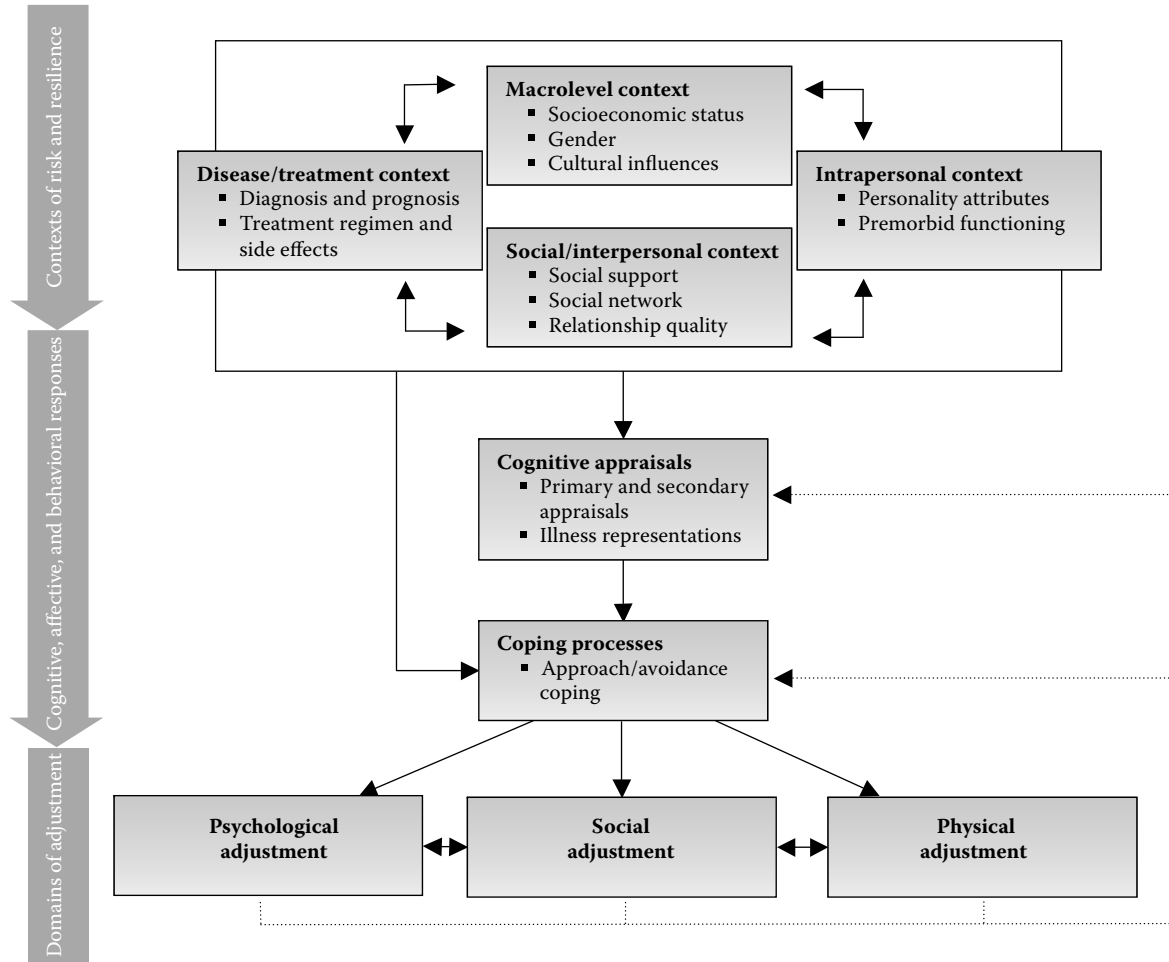 Contexts of risk and resilience
Macrolevel context
▪ Socioeconomic status
▪ Gender
▪ Cultural influences
Disease/treatment context
▪ Diagnosis and prognosis
▪ Treatment regimen and
side effects
Intrapersonal context
▪ Personality attributes
▪ Premorbid functioning
Social/interpersonal context
▪ Social support
▪ Social network
▪ Relationship quality
Cognitive, affective, and behavioral responses
Cognitive appraisals
▪ Primary and secondary
appraisals
▪ Illness representations
Coping processes
▪ Approach/avoidance
coping
Domains of adjustment
Psychological
adjustment
Social
adjustment
Physical
adjustment